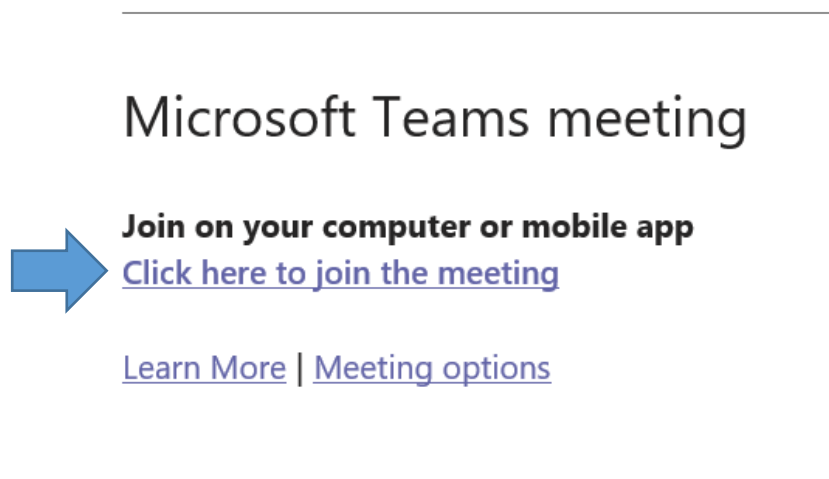 Microsoft Teams meeting
Join on your computer or mobile app
Click here to join the meeting
Learn More | Meeting options